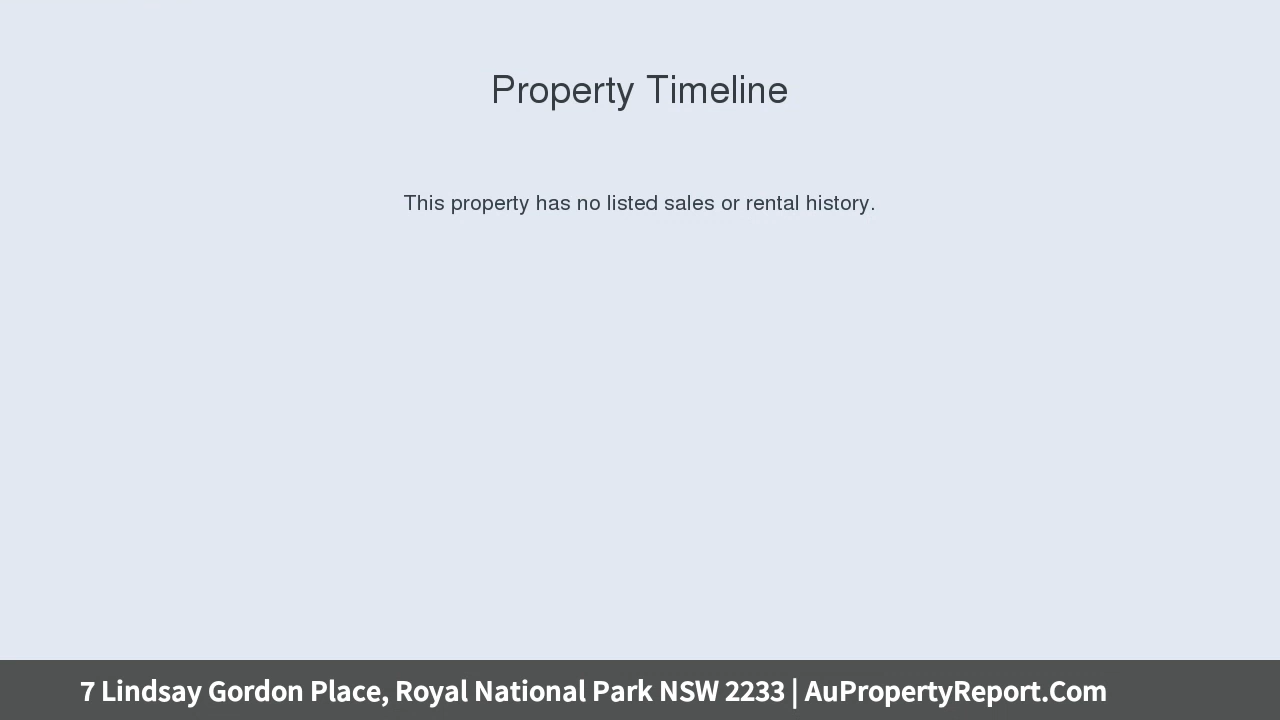 Property Timeline
This property has no listed sales or rental history.
7 Lindsay Gordon Place, Royal National Park NSW 2233 | AuPropertyReport.Com